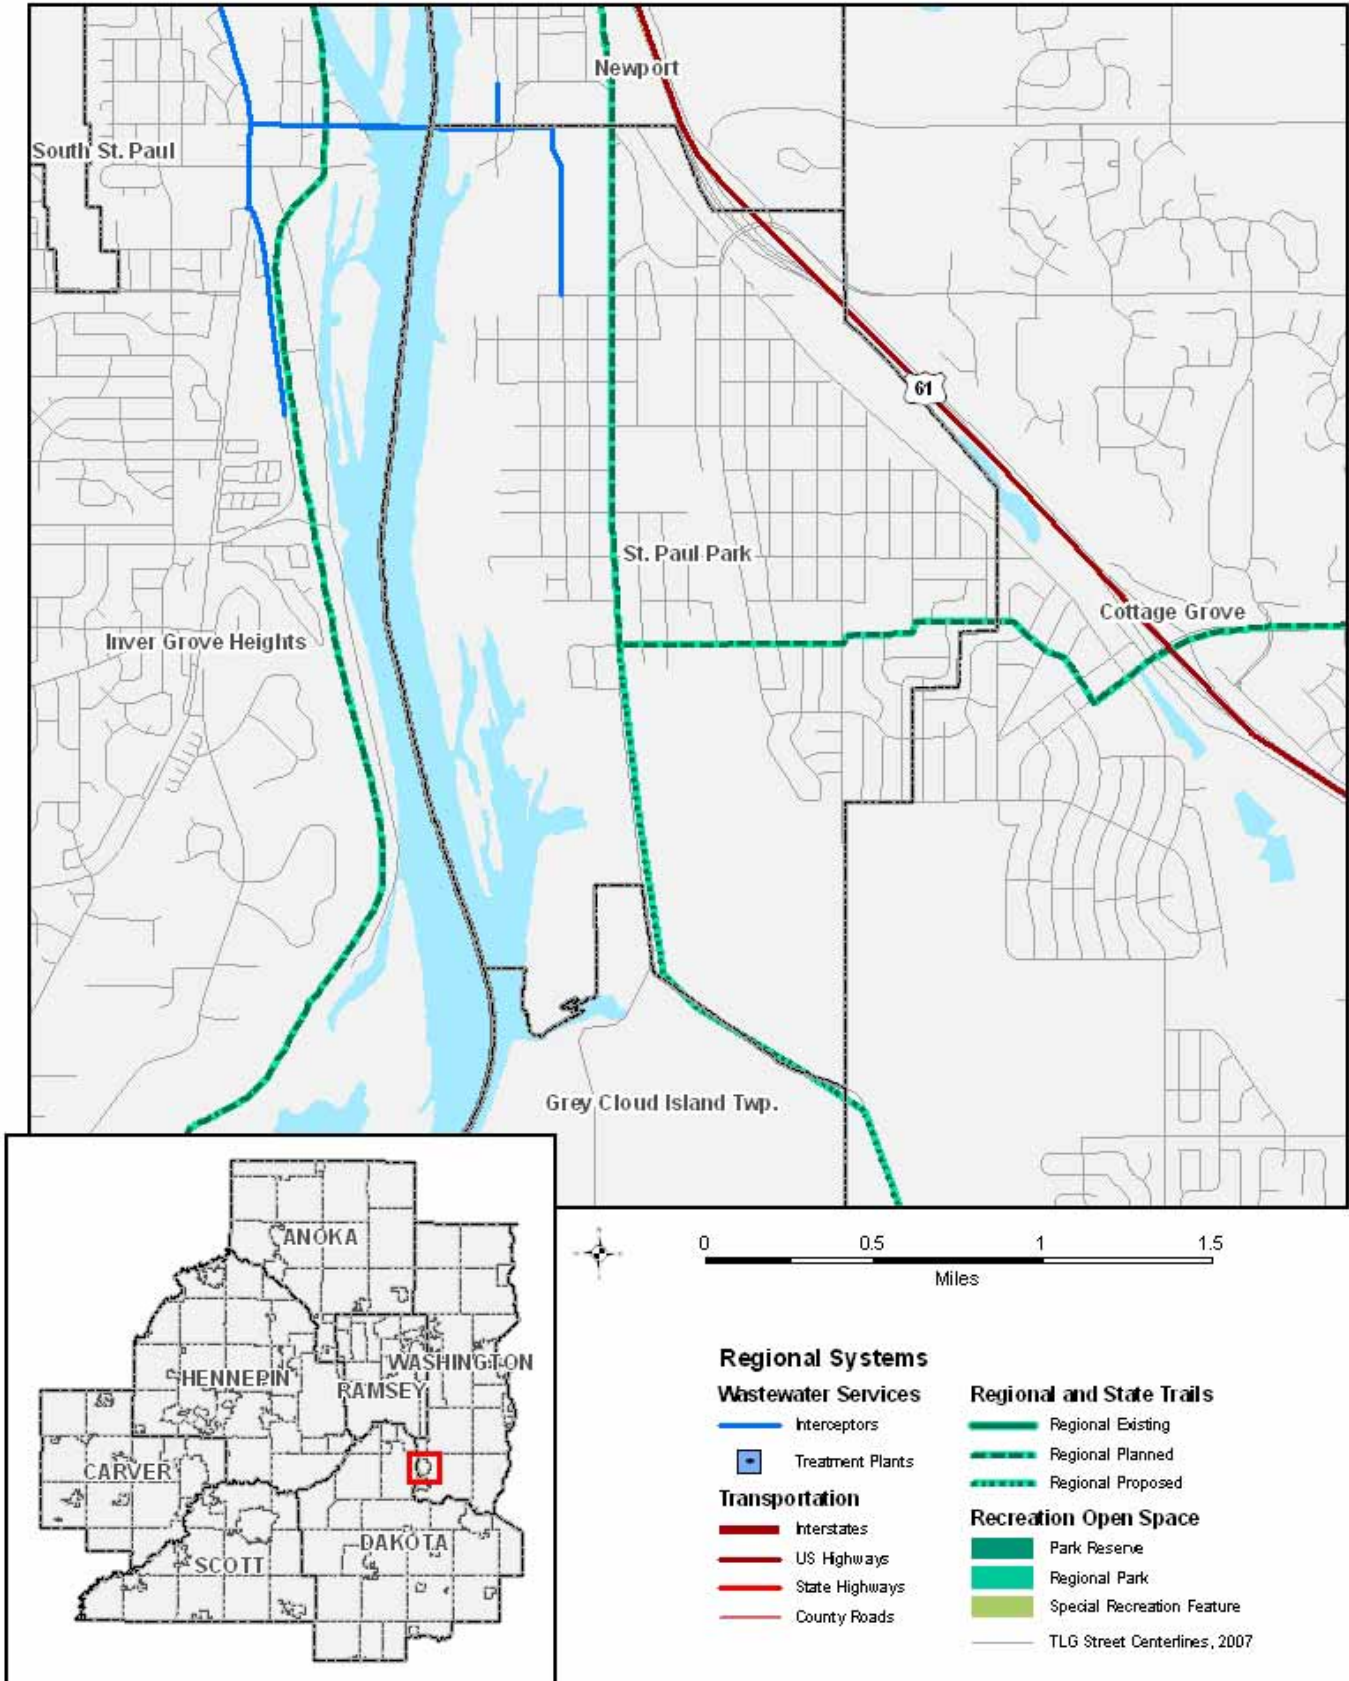 Newport
South St. Paul
61
St. Paul Park
Cottage Grove
Inver Grove Heights
Grey Cloud Island Twp.
ANOKA
HENNEPIN
RAMSEY
WASHINGTON
CARVER
SCOTT
DAKOTA
0 0.5 1 1.5
Miles
Regional Systems
Wastewater Services
Interceptors
Treatment Plants
Transportation
Interstates
US Highways
State Highways
County Roads
Regional and State Trails
Regional Existing
Regional Planned
Regional Proposed
Recreation Open Space
Park Reserve
Regional Park
Special Recreation Feature
TLG Street Centerlines, 2007